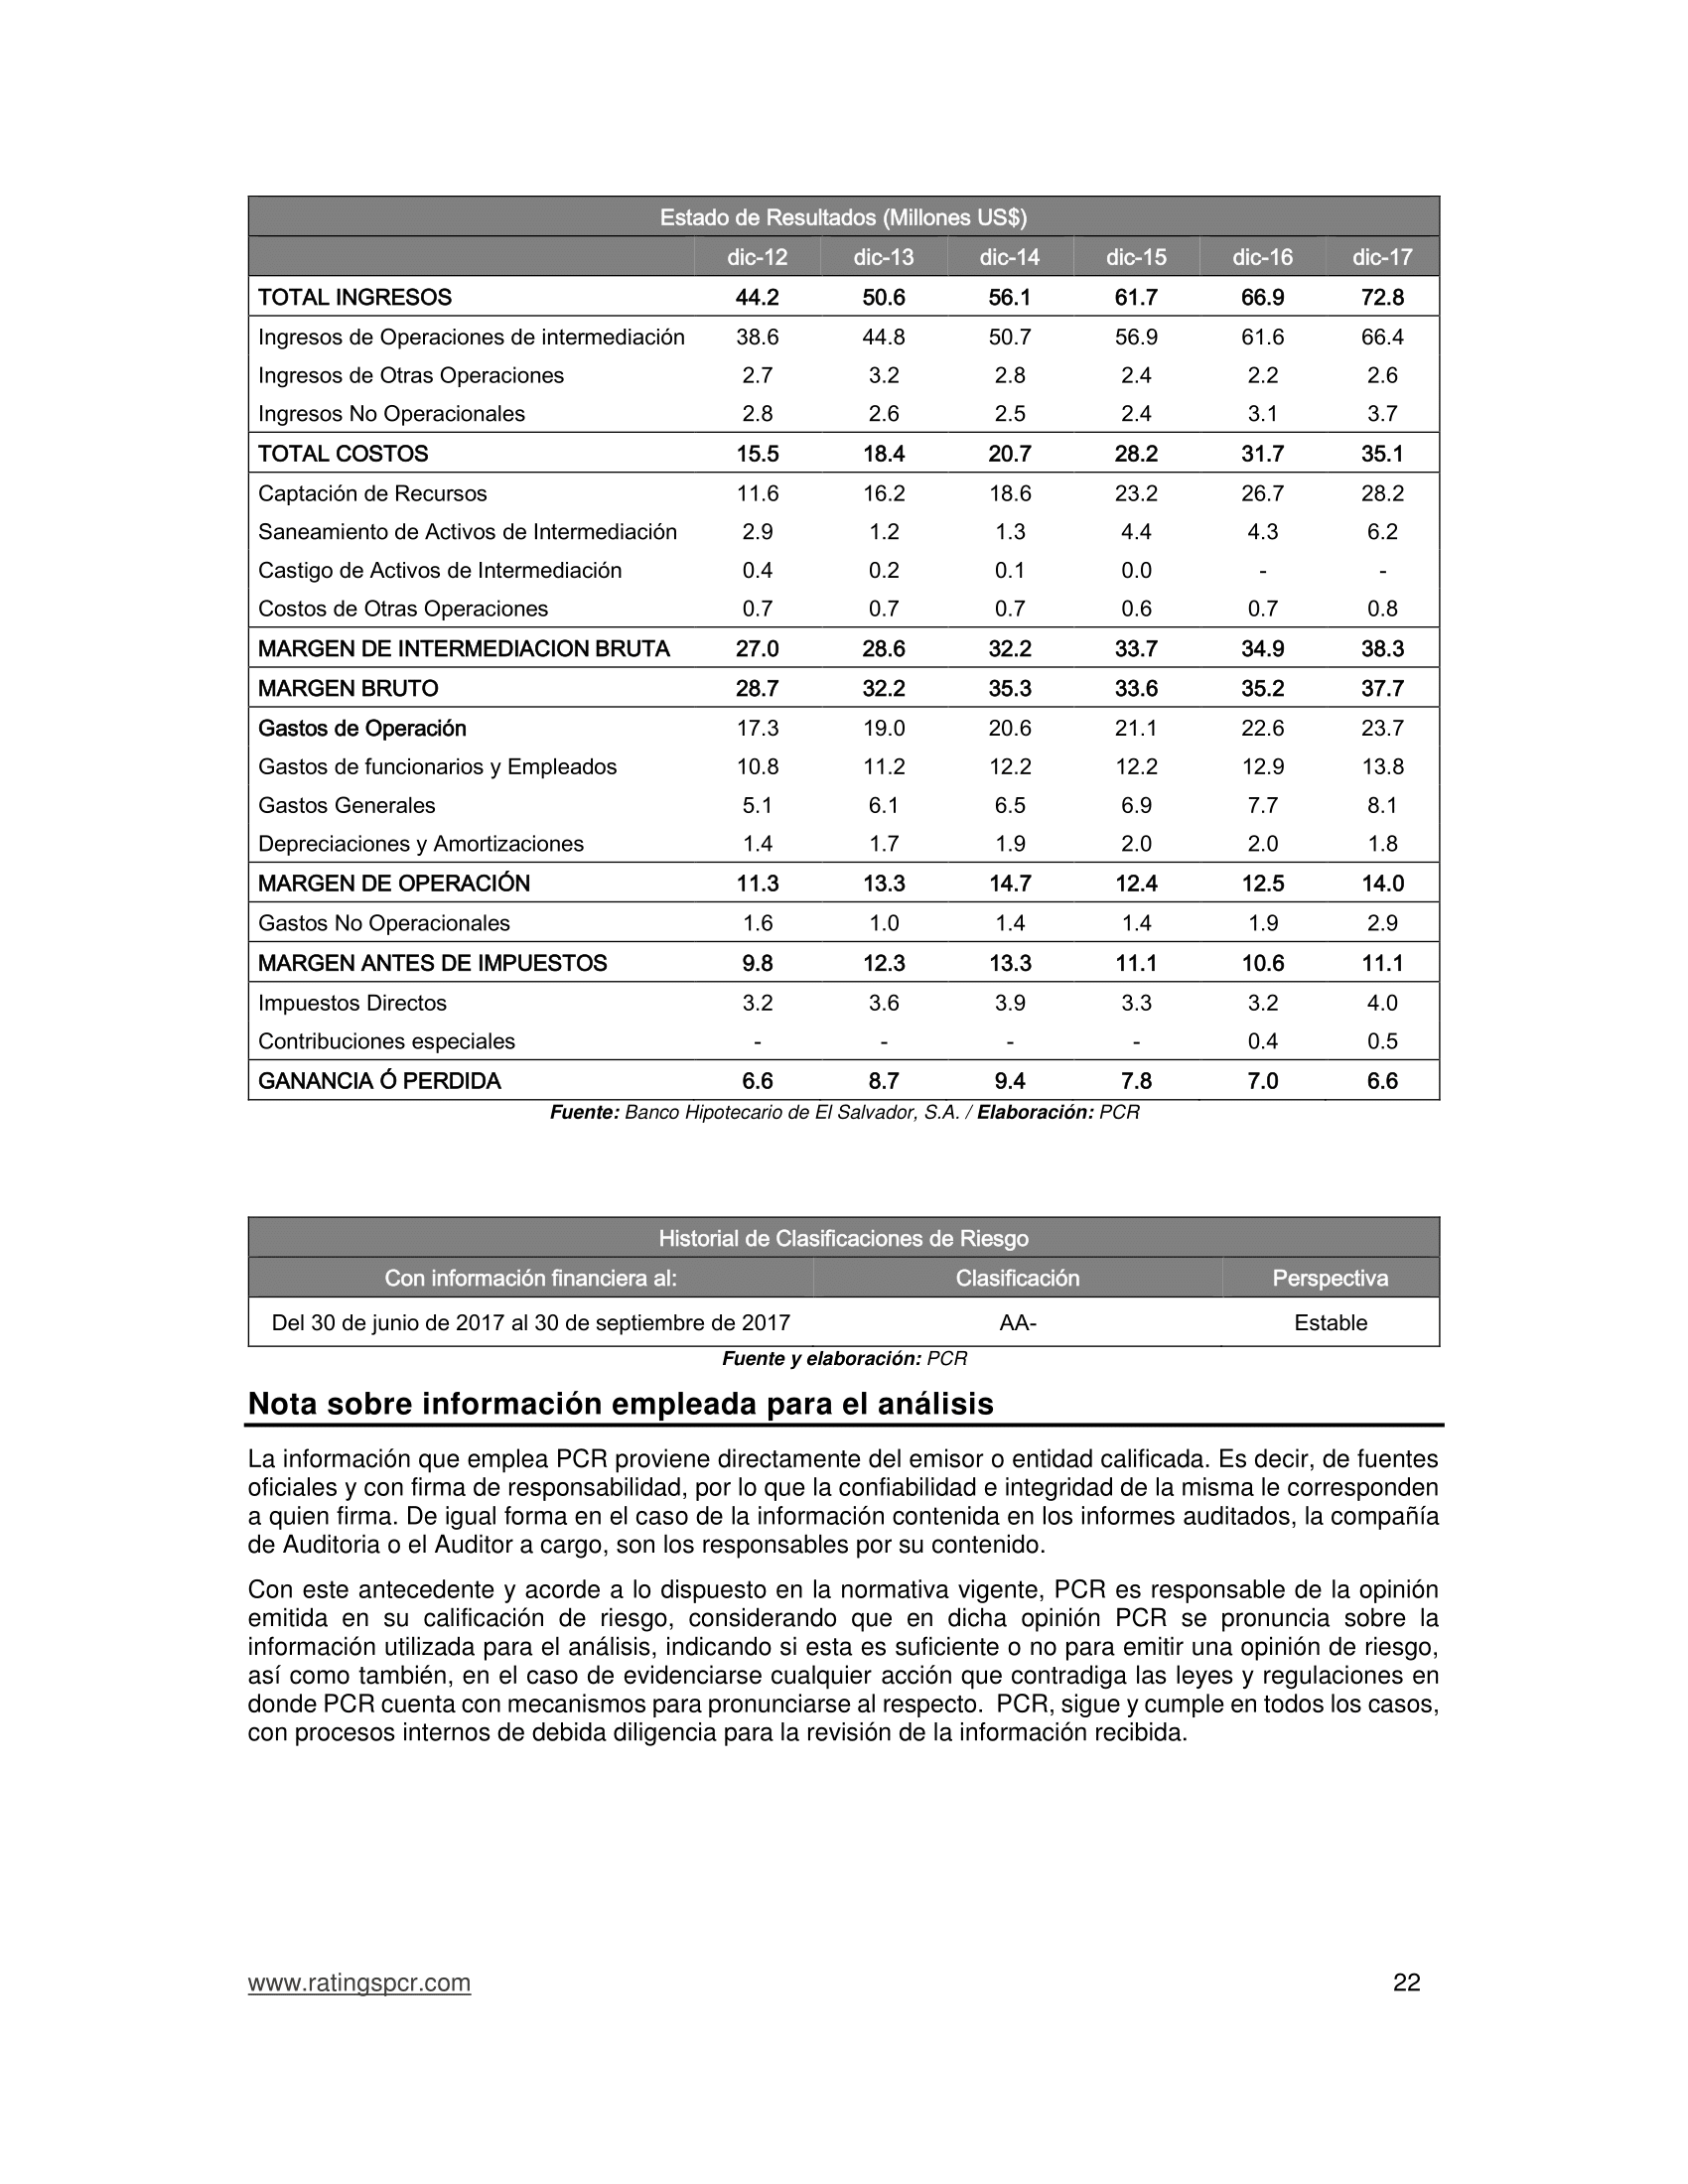 Estado de Resultados (Millones US$)
dic-12 dic-13 dic-14 dic-15 dic-16 dic-17
TOTAL INGRESOS 44.2 50.6 56.1 61.7 66.9 72.8
Ingresos de Operaciones de intermediación 38.6 44.8 50.7 56.9 61.6 66.4
Ingresos de Otras Operaciones 2.7 3.2 2.8 2.4 2.2 2.6
Ingresos No Operacionales 2.8 2.6 2.5 2.4 3.1 3.7
TOTAL COSTOS 15.5 18.4 20.7 28.2 31.7 35.1
Captación de Recursos 11.6 16.2 18.6 23.2 26.7 28.2
Saneamiento de Activos de Intermediación 2.9 1.2 1.3 4.4 4.3 6.2
Castigo de Activos de Intermediación 0.4 0.2 0.1 0.0 - -
Costos de Otras Operaciones 0.7 0.7 0.7 0.6 0.7 0.8
MARGEN DE INTERMEDIACION BRUTA 27.0 28.6 32.2 33.7 34.9 38.3
MARGEN BRUTO 28.7 32.2 35.3 33.6 35.2 37.7
Gastos de Operación 17.3 19.0 20.6 21.1 22.6 23.7
Gastos de funcionarios y Empleados 10.8 11.2 12.2 12.2 12.9 13.8
Gastos Generales 5.1 6.1 6.5 6.9 7.7 8.1
Depreciaciones y Amortizaciones 1.4 1.7 1.9 2.0 2.0 1.8
MARGEN DE OPERACIÓN 11.3 13.3 14.7 12.4 12.5 14.0
Gastos No Operacionales 1.6 1.0 1.4 1.4 1.9 2.9
MARGEN ANTES DE IMPUESTOS 9.8 12.3 13.3 11.1 10.6 11.1
Impuestos Directos 3.2 3.6 3.9 3.3 3.2 4.0
Contribuciones especiales - - - - 0.4 0.5
GANANCIA Ó PERDIDA 6.6 8.7 9.4 7.8 7.0 6.6
Fuente: Banco Hipotecario de El Salvador, S.A. / Elaboración: PCR
Historial de Clasificaciones de Riesgo
Con información financiera al: Clasificación Perspectiva
Del 30 de junio de 2017 al 30 de septiembre de 2017 AA- Estable
Fuente y elaboración: PCR
Nota sobre información empleada para el análisis
La información que emplea PCR proviene directamente del emisor o entidad calificada. Es decir, de fuentes
oficiales y con firma de responsabilidad, por lo que la confiabilidad e integridad de la misma le corresponden
a quien firma. De igual forma en el caso de la información contenida en los informes auditados, la compañía
de Auditoria o el Auditor a cargo, son los responsables por su contenido.
Con este antecedente y acorde a lo dispuesto en la normativa vigente, PCR es responsable de la opinión
emitida en su calificación de riesgo, considerando que en dicha opinión PCR se pronuncia sobre la
información utilizada para el análisis, indicando si esta es suficiente o no para emitir una opinión de riesgo,
así como también, en el caso de evidenciarse cualquier acción que contradiga las leyes y regulaciones en
donde PCR cuenta con mecanismos para pronunciarse al respecto. PCR, sigue y cumple en todos los casos,
con procesos internos de debida diligencia para la revisión de la información recibida.
www.ratingspcr.com 22